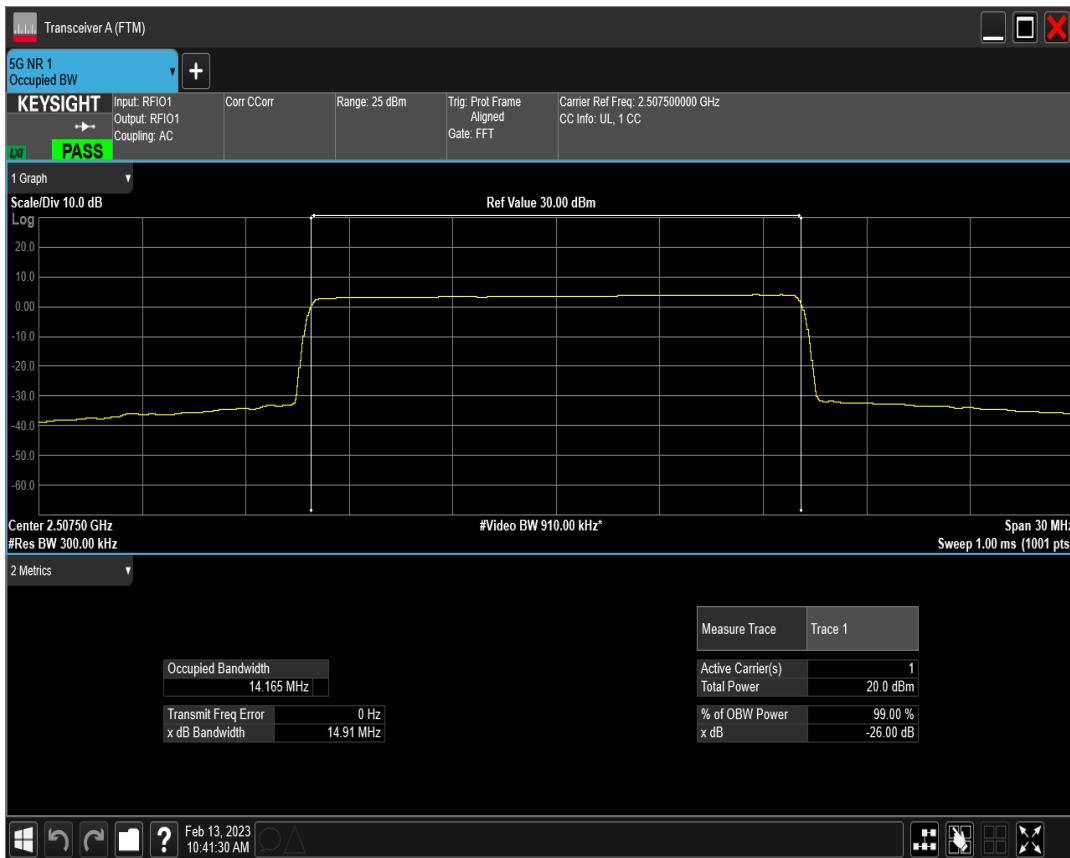 Transceiver A (FTM)
5G NR 1
Occupied BW
+
KEYSIGHT
LXI
PASS
Input: RFIO1
Output: RFIO1
Coupling: AC
Corr CCorr
Range: 25 dBm
Trig: Prot Frame
Aligned
Gate: FFT
Carrier Ref Freq: 2.507500000 GHz
CC Info: UL, 1 CC
1 Graph
Scale/Div 10.0 dB
Ref Value 30.00 dBm
Log
20.0
10.0
0.00
-10.0
-20.0
-30.0
-40.0
-50.0
-60.0
Center 2.50750 GHz
#Video BW 910.00 kHz*
Span 30 MHz
#Res BW 300.00 kHz
Sweep 1.00 ms (1001 pts
2 Metrics
Measure Trace Trace 1
Occupied Bandwidth
14.165 MHz
Active Carrier(s) 1
Total Power 20.0 dBm
Transmit Freq Error 0 Hz
x dB Bandwidth 14.91 MHz
% of OBW Power 99.00 %
x dB -26.00 dB
?
Feb 13, 2023
10:41:30 AM